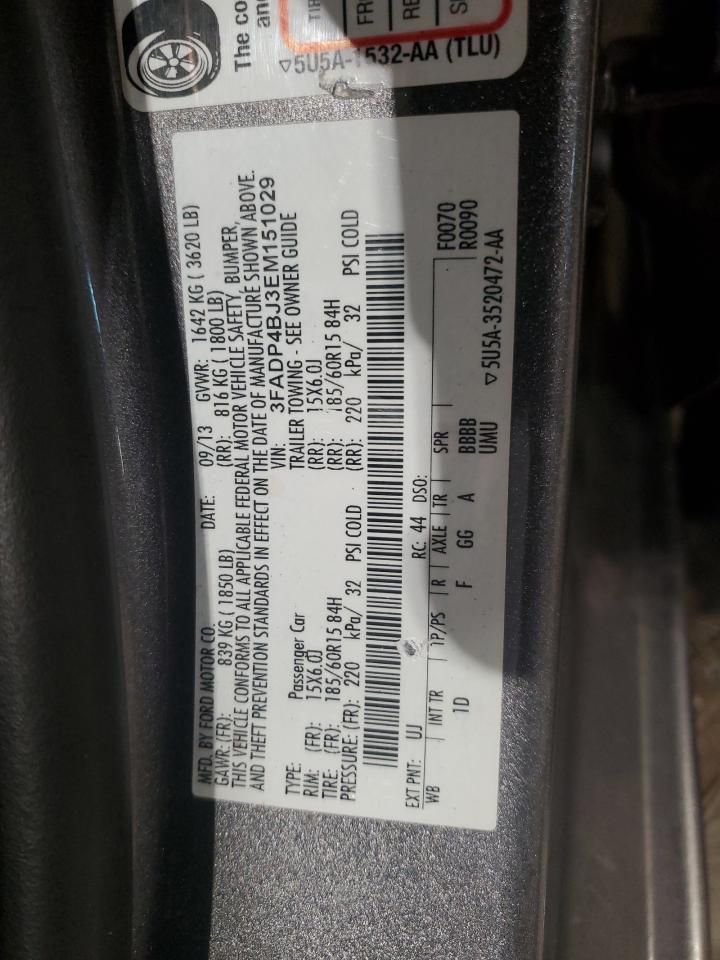 The co
an
TIR
FR
RE
▽5U5A-1532-AA (TLU)
MFD. BY FORD MOTOR CO. DATE: 09/13 GVWR: 1642 KG ( 3620 LB)
GAWR: (FR): 839 KG ( 1850 LB) (RR): 816 KG ( 1800 LB)
THIS VEHICLE CONFORMS TO ALL APPLICABLE FEDERAL MOTOR VEHICLE SAFETY, BUMPER,
AND THEFT PREVENTION STANDARDS IN EFFECT ON THE DATE OF MANUFACTURE SHOWN ABOVE.
VIN: 3FADP4BJ3EM151029
TYPE: Passenger Car TRAILER TOWING - SEE OWNER GUIDE
RIM: (FR): 15X6.0J (RR): 15X6.0J
TIRE: (FR): 185/60R15 84H (RR): 185/60R15 84H
PRESSURE: (FR): 220 kPa/ 32 PSI COLD (RR): 220 kPa/ 32 PSI COLD
EXT PNT: UJ RC: 44 DSO:
WB INT TR TP/PS R AXLE TR SPR F0070
1D F GG A BBBB R0090
UMU
▽5U5A-3520472-AA